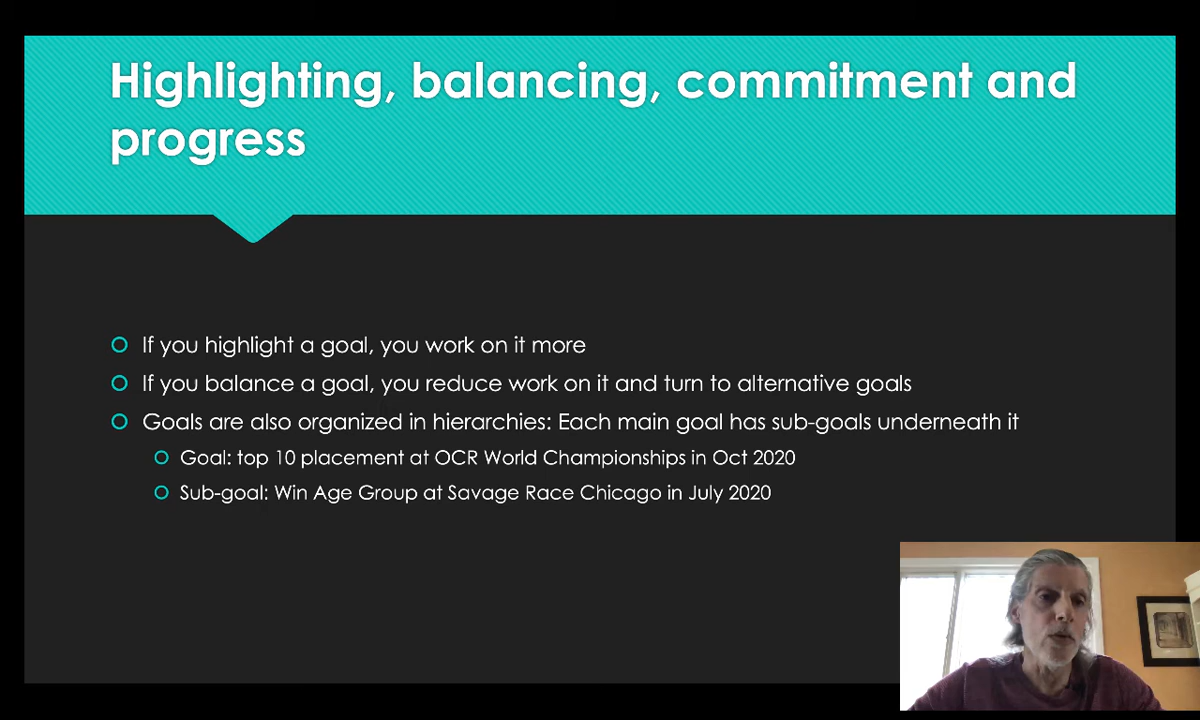 Highlighting, balancing, commitment and
progress
If you highlight a goal, you work on it more
If you balance a goal, you reduce work on it and turn to alternative goals
Goals are also organized in hierarchies: Each main goal has sub-goals underneath it
Goal: top 10 placement at OCR World Championships in Oct 2020
Sub-goal: Win Age Group at Savage Race Chicago in July 2020